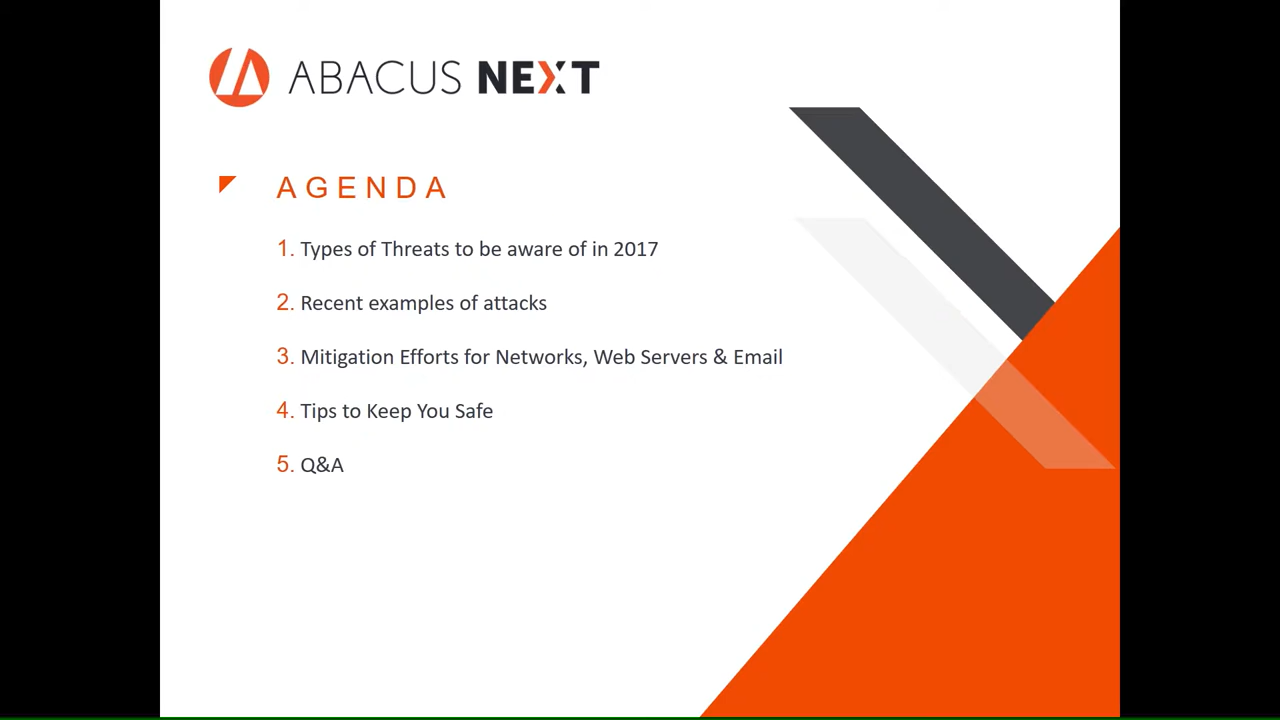 ABACUS NEXT
AGENDA
1. Types of Threats to be aware of in 2017
2. Recent examples of attacks
3. Mitigation Efforts for Networks, Web Servers & Email
4. Tips to Keep You Safe
5. Q&A